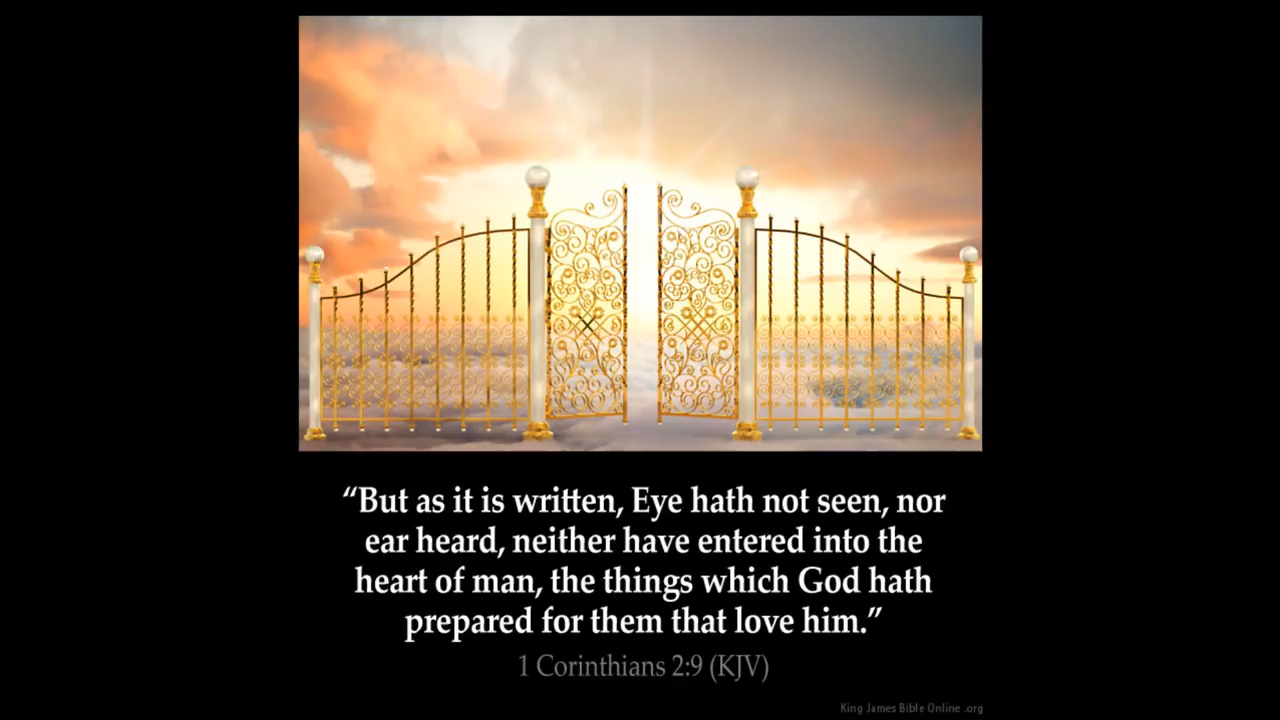 “But as it is written, Eye hath not seen, nor
ear heard, neither have entered into the
heart of man, the things which God hath
prepared for them that love him.”
1 Corinthians 2:9 (KJV)
King James Bible Online .org